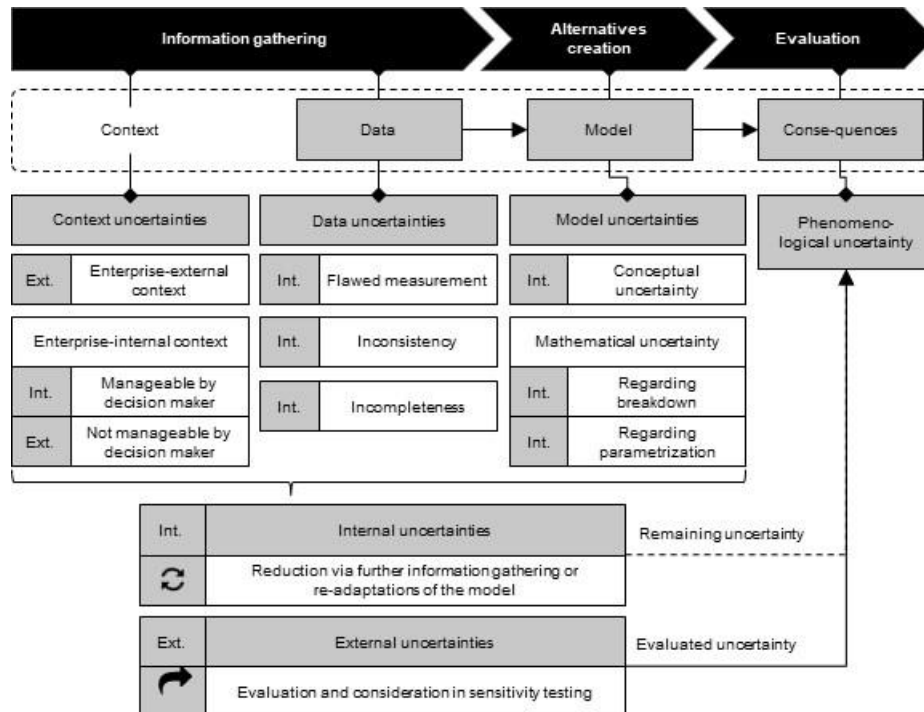 Information gathering
Alternatives
creation
Evaluation
Context
Data
Model
Conse-quences
Context uncertainties
Data uncertainties
Model uncertainties
Phenomeno-
logical uncertainty
Ext.
Enterprise-external
context
Int.
Flawed measurement
Int.
Conceptual
uncertainty
Enterprise-internal context
Int.
Inconsistency
Mathematical uncertainty
Int.
Manageable by
decision maker
Int.
Incompleteness
Int.
Regarding
breakdown
Ext.
Not manageable by
decision maker
Int.
Regarding
parametrization
Int.
Internal uncertainties
Remaining uncertainty
Reduction via further information gathering or
re-adaptations of the model
Ext.
External uncertainties
Evaluated uncertainty
Evaluation and consideration in sensitivity testing